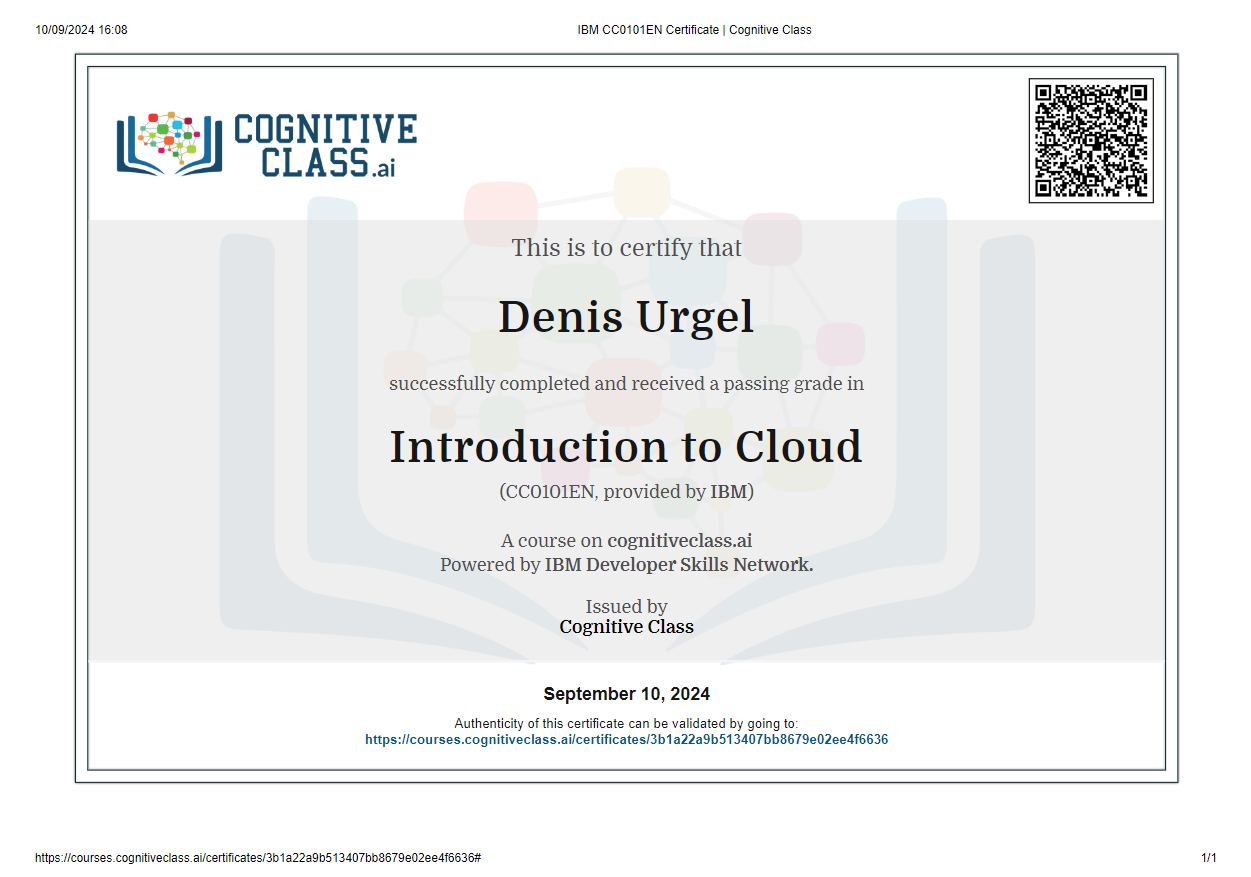 10/09/2024 16:08
IBM CC0101EN Certificate | Cognitive Class
COGNITIVE
CLASS.ai
This is to certify that
Denis Urgel
successfully completed and received a passing grade in
Introduction to Cloud
(CC0101EN, provided by IBM)
A course on cognitiveclass.ai
Powered by IBM Developer Skills Network.
Issued by
Cognitive Class
September 10, 2024
Authenticity of this certificate can be validated by going to:
https://courses.cognitiveclass.ai/certificates/3b1a22a9b513407bb8679e02ee4f6636
https://courses.cognitiveclass.ai/certificates/3b1a22a9b513407bb8679e02ee4f6636#
1/1